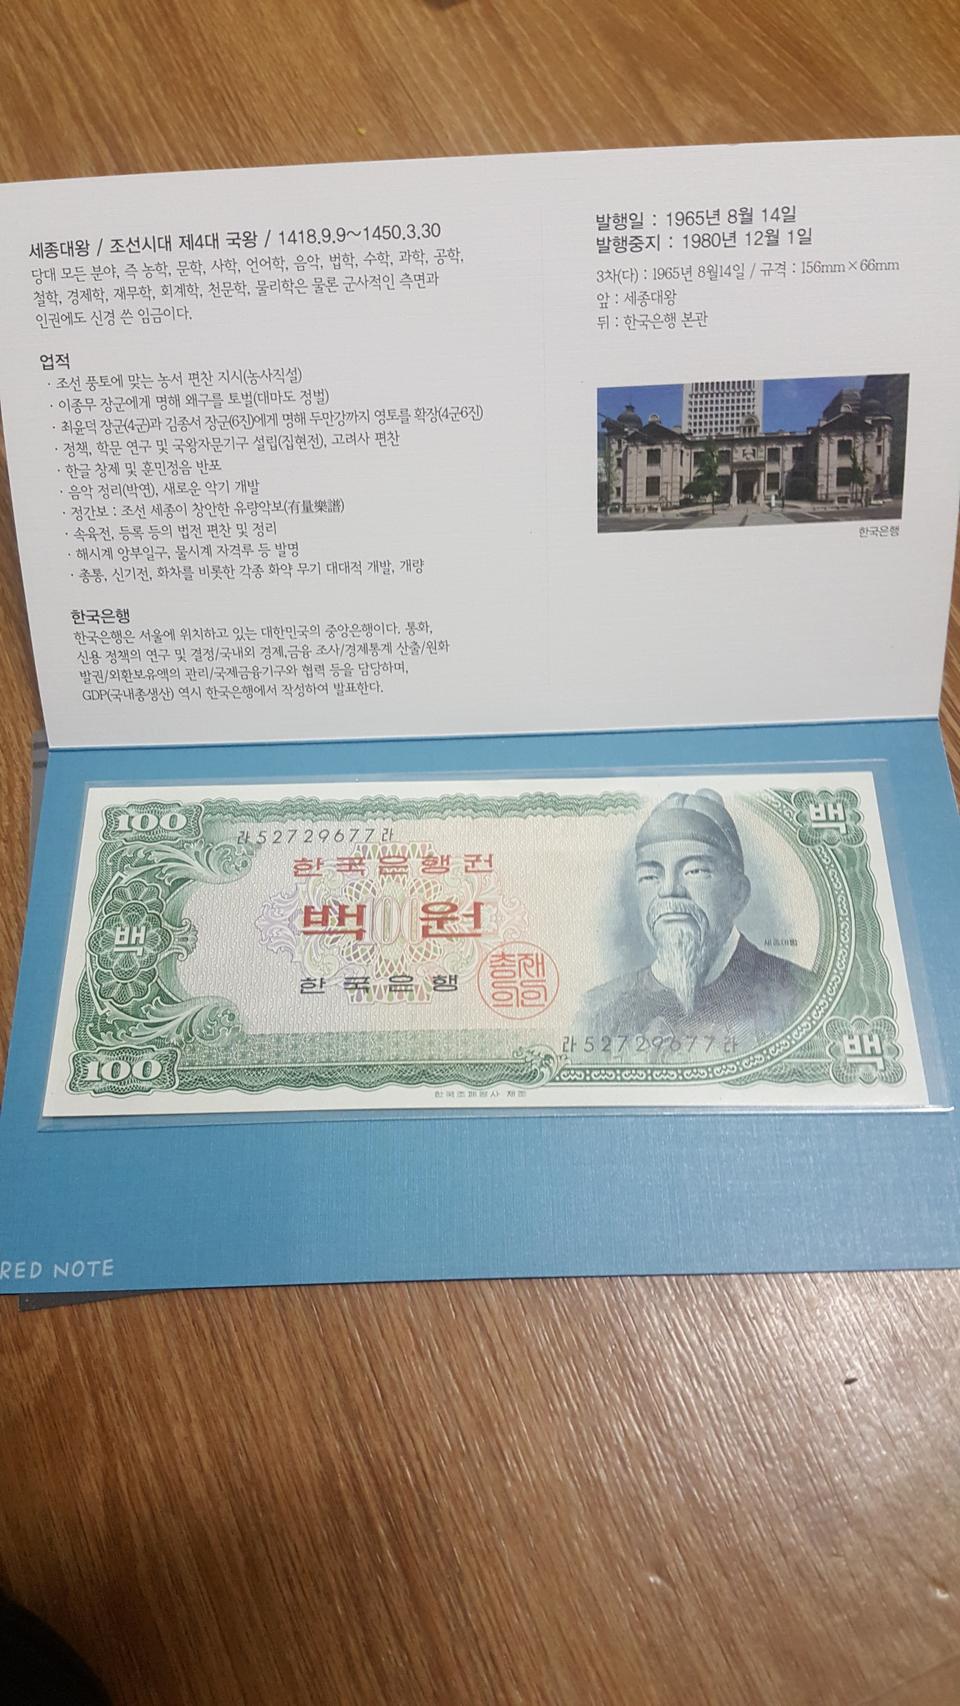 세종대왕 / 조선시대 제4대 국왕 / 1418.9.9~1450.3.30
당대 모든 분야, 즉 농학, 문학, 사학, 언어학, 음악, 법학, 수학, 과학, 공학,
철학, 경제학, 재무학, 회계학, 천문학, 물리학은 물론 군사적인 측면과
인권에도 신경 쓴 임금이다.
업적
· 조선 풍토에 맞는 농서 편찬 지시(농사직설)
· 이종무 장군에게 명해 왜구를 토벌(대마도 정벌)
· 최윤덕 장군(4군)과 김종서 장군(6진)에게 명해 두만강까지 영토를 확장(4군6진)
· 정책, 학문 연구 및 국왕자문기구 설립(집현전), 고려사 편찬
· 한글 창제 및 훈민정음 반포
· 음악 정리(박연), 새로운 악기 개발
· 정간보 : 조선 세종이 창안한 유량악보(有量樂譜)
· 속육전, 등록 등의 법전 편찬 및 정리
· 해시계 앙부일구, 물시계 자격루 등 발명
· 총통, 신기전, 화차를 비롯한 각종 화약 무기 대대적 개발, 개량
한국은행
한국은행은 서울에 위치하고 있는 대한민국의 중앙은행이다. 통화,
신용 정책의 연구 및 결정/국내외 경제,금융 조사/경제통계 산출/원화
발권/외환보유액의 관리/국제금융기구와 협력 등을 담당하며,
GDP(국내총생산) 역시 한국은행에서 작성하여 발표한다.
발행일 : 1965년 8월 14일
발행중지 : 1980년 12월 1일
3차(다) : 1965년 8월14일 / 규격 : 156mm×66mm
앞 : 세종대왕
뒤 : 한국은행 본관
한국은행
100
라 52729677 라
백
한국은행권
백 00 원
백
세종대왕
한국은행
총재의인
라 52729677 라
100
백
한국조폐공사 제조
RED NOTE